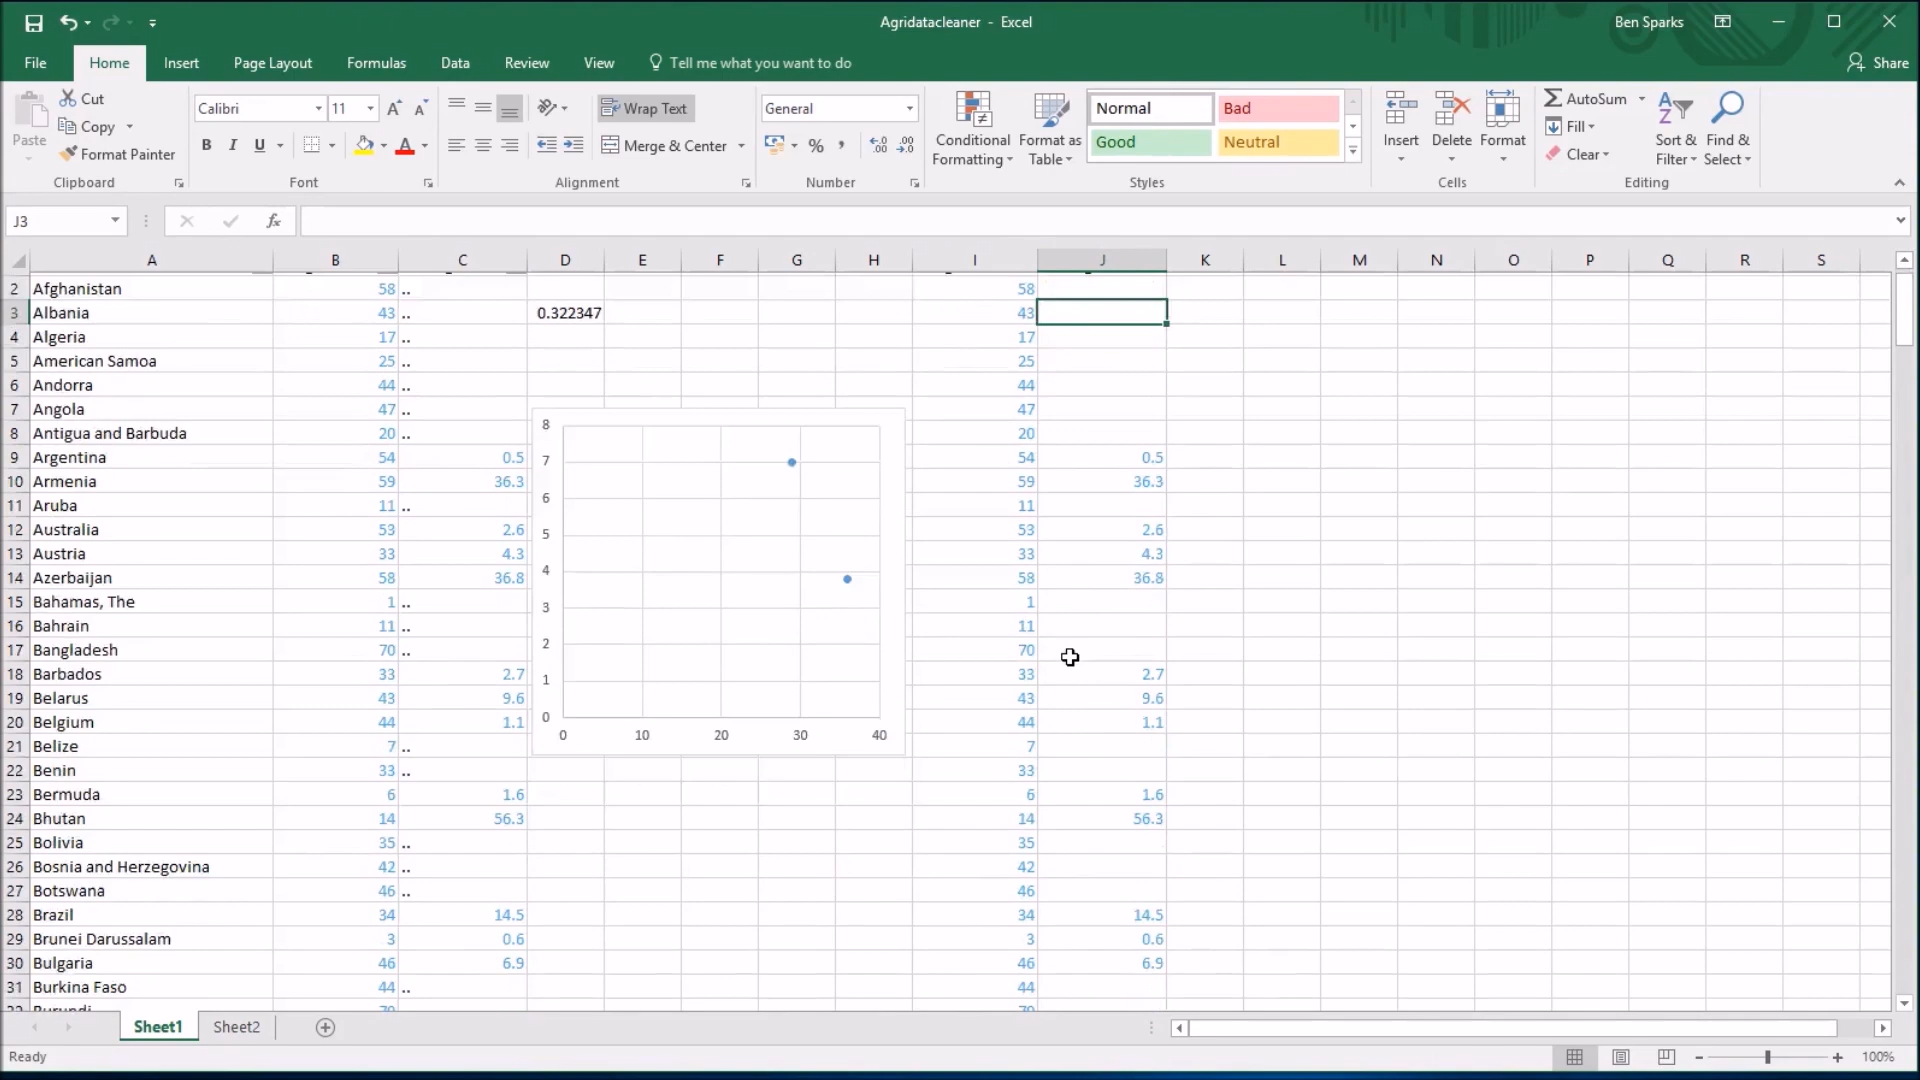 Agridatacleaner - Excel
Ben Sparks
File Home Insert Page Layout Formulas Data Review View Tell me what you want to do Share
Paste
Cut
Copy
Format Painter
Clipboard
Calibri 11
B I U
Font
Wrap Text
Merge & Center
Alignment
General
Number
Conditional Formatting
Format as Table
Normal Bad
Good Neutral
Styles
Insert Delete Format
Cells
AutoSum
Fill
Clear
Sort & Filter
Find & Select
Editing
J3
fx
A B C D E F G H I J K L M N O P Q R S
2 Afghanistan 58 .. 58
3 Albania 43 .. 0.322347 43
4 Algeria 17 .. 17
5 American Samoa 25 .. 25
6 Andorra 44 .. 44
7 Angola 47 .. 47
8 Antigua and Barbuda 20 .. 20
9 Argentina 54 0.5 54 0.5
10 Armenia 59 36.3 59 36.3
11 Aruba 11 .. 11
12 Australia 53 2.6 53 2.6
13 Austria 33 4.3 33 4.3
14 Azerbaijan 58 36.8 58 36.8
15 Bahamas, The 1 .. 1
16 Bahrain 11 .. 11
17 Bangladesh 70 .. 70
18 Barbados 33 2.7 33 2.7
19 Belarus 43 9.6 43 9.6
20 Belgium 44 1.1 44 1.1
21 Belize 7 .. 7
22 Benin 33 .. 33
23 Bermuda 6 1.6 6 1.6
24 Bhutan 14 56.3 14 56.3
25 Bolivia 35 .. 35
26 Bosnia and Herzegovina 42 .. 42
27 Botswana 46 .. 46
28 Brazil 34 14.5 34 14.5
29 Brunei Darussalam 3 0.6 3 0.6
30 Bulgaria 46 6.9 46 6.9
31 Burkina Faso 44 .. 44
8
7
6
5
4
3
2
1
0
0 10 20 30 40
Sheet1 Sheet2
Ready
100%